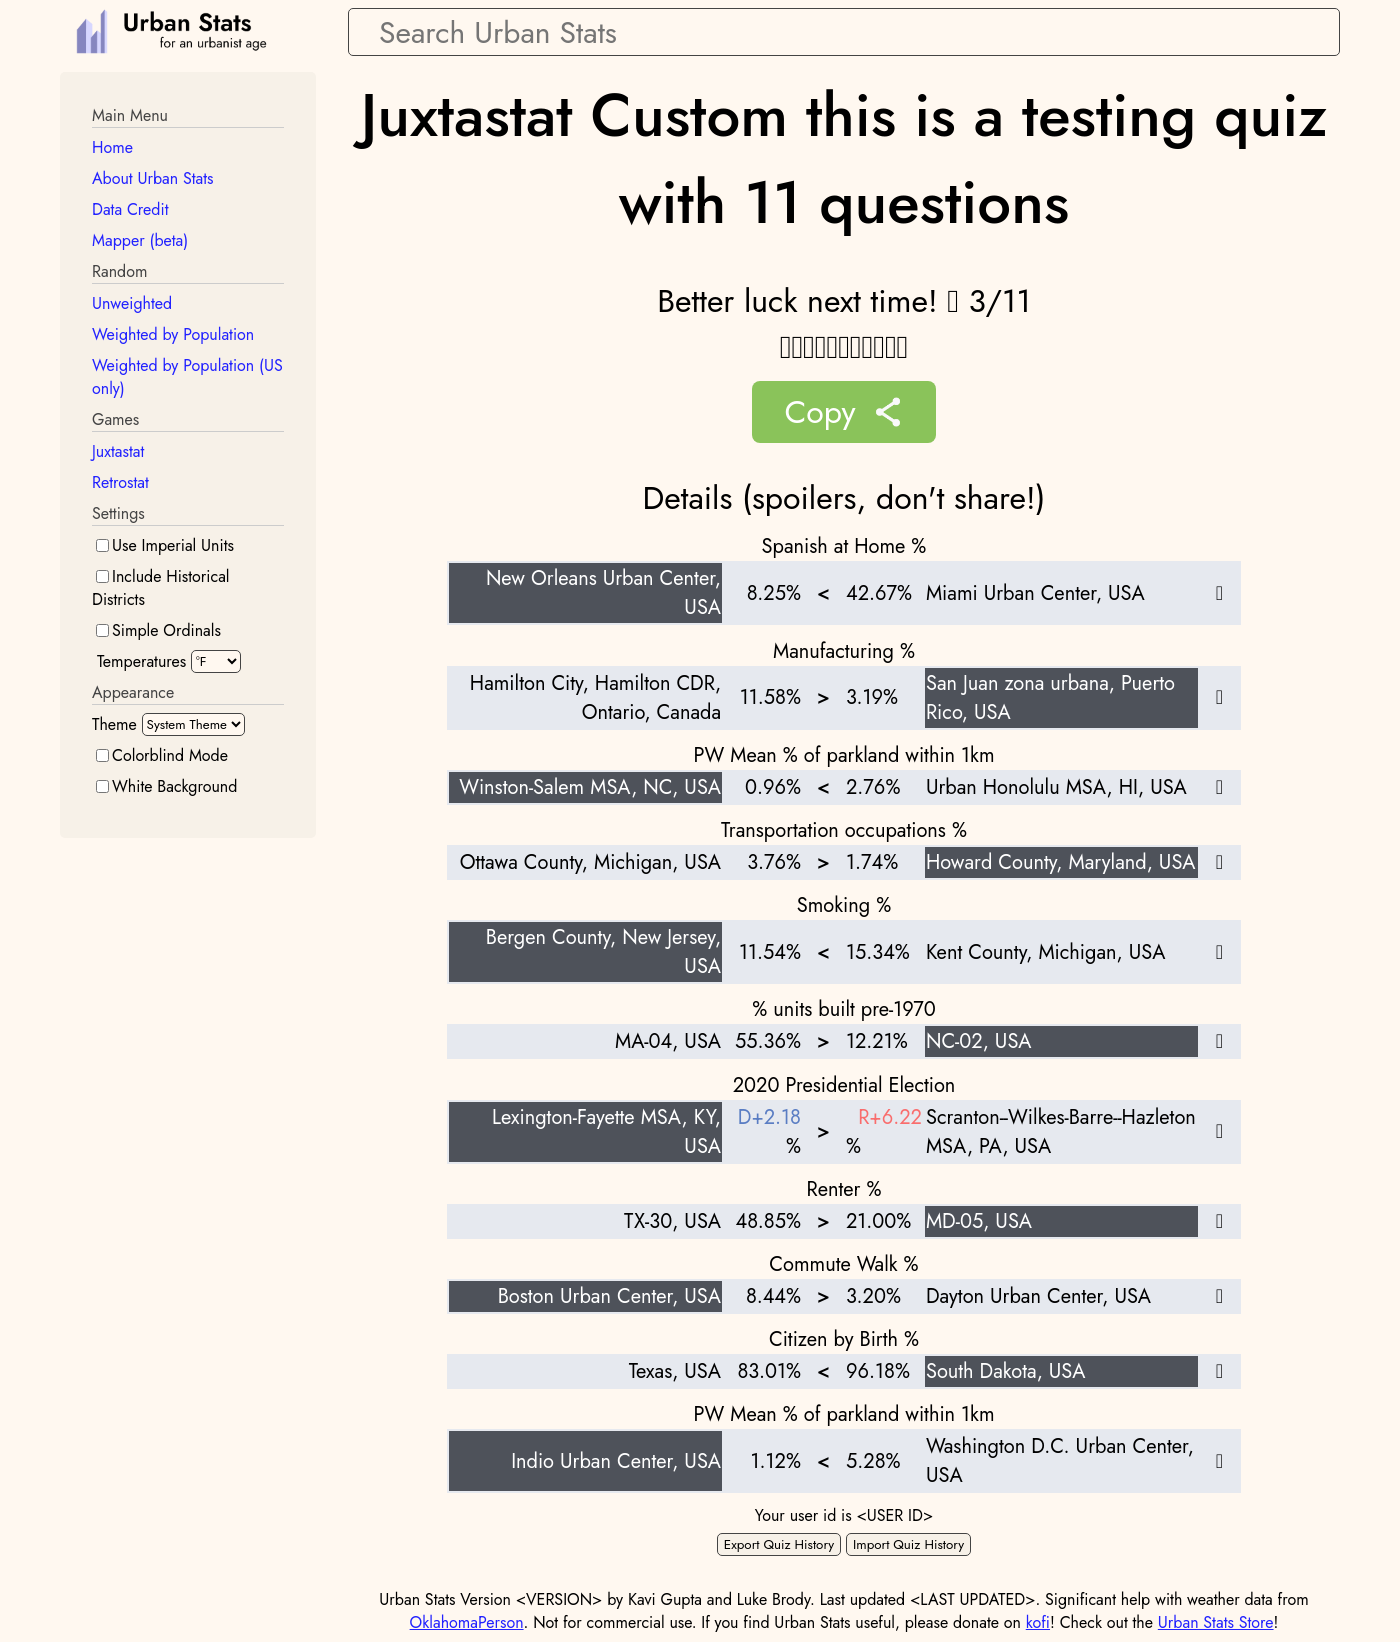 Urban Stats
for an urbanist age
Search Urban Stats
Main Menu
Home
About Urban Stats
Data Credit
Mapper (beta)
Random
Unweighted
Weighted by Population
Weighted by Population (US
only)
Games
Juxtastat
Retrostat
Settings
Use Imperial Units
Include Historical
Districts
Simple Ordinals
Temperatures °F
Appearance
Theme System Theme
Colorblind Mode
White Background
Juxtastat Custom this is a testing quiz
with 11 questions
Better luck next time! 3/11
Copy
Details (spoilers, don't share!)
Spanish at Home %
New Orleans Urban Center,
USA
8.25% < 42.67% Miami Urban Center, USA
Manufacturing %
Hamilton City, Hamilton CDR,
Ontario, Canada
11.58% > 3.19%
San Juan zona urbana, Puerto
Rico, USA
PW Mean % of parkland within 1km
Winston-Salem MSA, NC, USA 0.96% < 2.76% Urban Honolulu MSA, HI, USA
Transportation occupations %
Ottawa County, Michigan, USA 3.76% > 1.74% Howard County, Maryland, USA
Smoking %
Bergen County, New Jersey,
USA
11.54% < 15.34% Kent County, Michigan, USA
% units built pre-1970
MA-04, USA 55.36% > 12.21% NC-02, USA
2020 Presidential Election
Lexington-Fayette MSA, KY,
USA
D+2.18
%
>
R+6.22
%
Scranton--Wilkes-Barre--Hazleton
MSA, PA, USA
Renter %
TX-30, USA 48.85% > 21.00% MD-05, USA
Commute Walk %
Boston Urban Center, USA 8.44% > 3.20% Dayton Urban Center, USA
Citizen by Birth %
Texas, USA 83.01% < 96.18% South Dakota, USA
PW Mean % of parkland within 1km
Indio Urban Center, USA 1.12% < 5.28%
Washington D.C. Urban Center,
USA
Your user id is <USER ID>
Export Quiz History Import Quiz History
Urban Stats Version <VERSION> by Kavi Gupta and Luke Brody. Last updated <LAST UPDATED>. Significant help with weather data from
OklahomaPerson. Not for commercial use. If you find Urban Stats useful, please donate on kofi! Check out the Urban Stats Store!